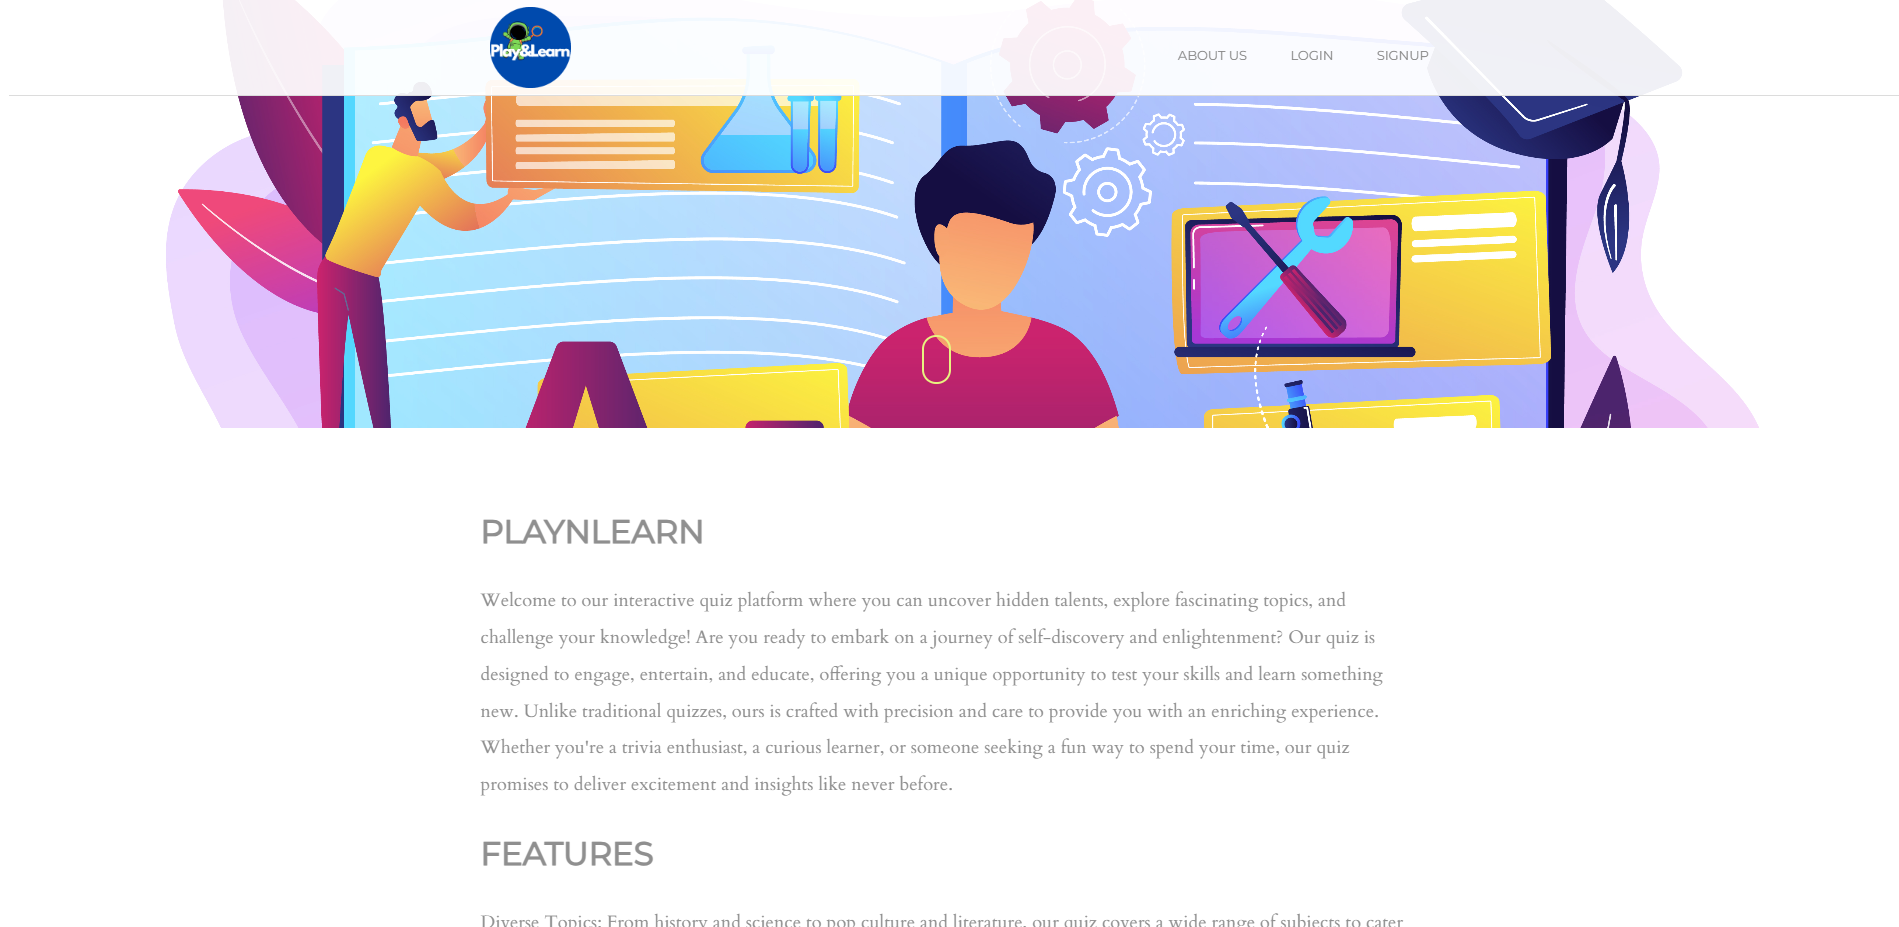 Play&Learn
ABOUT US LOGIN SIGNUP
PLAYNLEARN
Welcome to our interactive quiz platform where you can uncover hidden talents, explore fascinating topics, and
challenge your knowledge! Are you ready to embark on a journey of self-discovery and enlightenment? Our quiz is
designed to engage, entertain, and educate, offering you a unique opportunity to test your skills and learn something
new. Unlike traditional quizzes, ours is crafted with precision and care to provide you with an enriching experience.
Whether you're a trivia enthusiast, a curious learner, or someone seeking a fun way to spend your time, our quiz
promises to deliver excitement and insights like never before.
FEATURES
Diverse Topics: From history and science to pop culture and literature, our quiz covers a wide range of subjects to cater